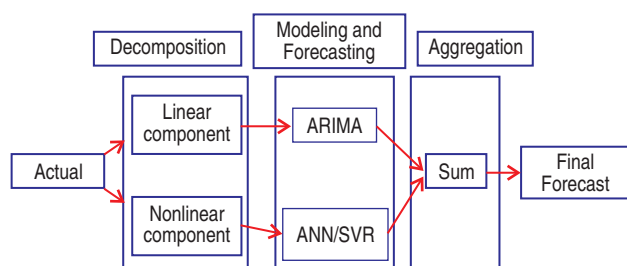 Decomposition
Modeling and
Forecasting
Aggregation
Actual
Linear
component
Nonlinear
component
ARIMA
ANN/SVR
Sum
Final
Forecast